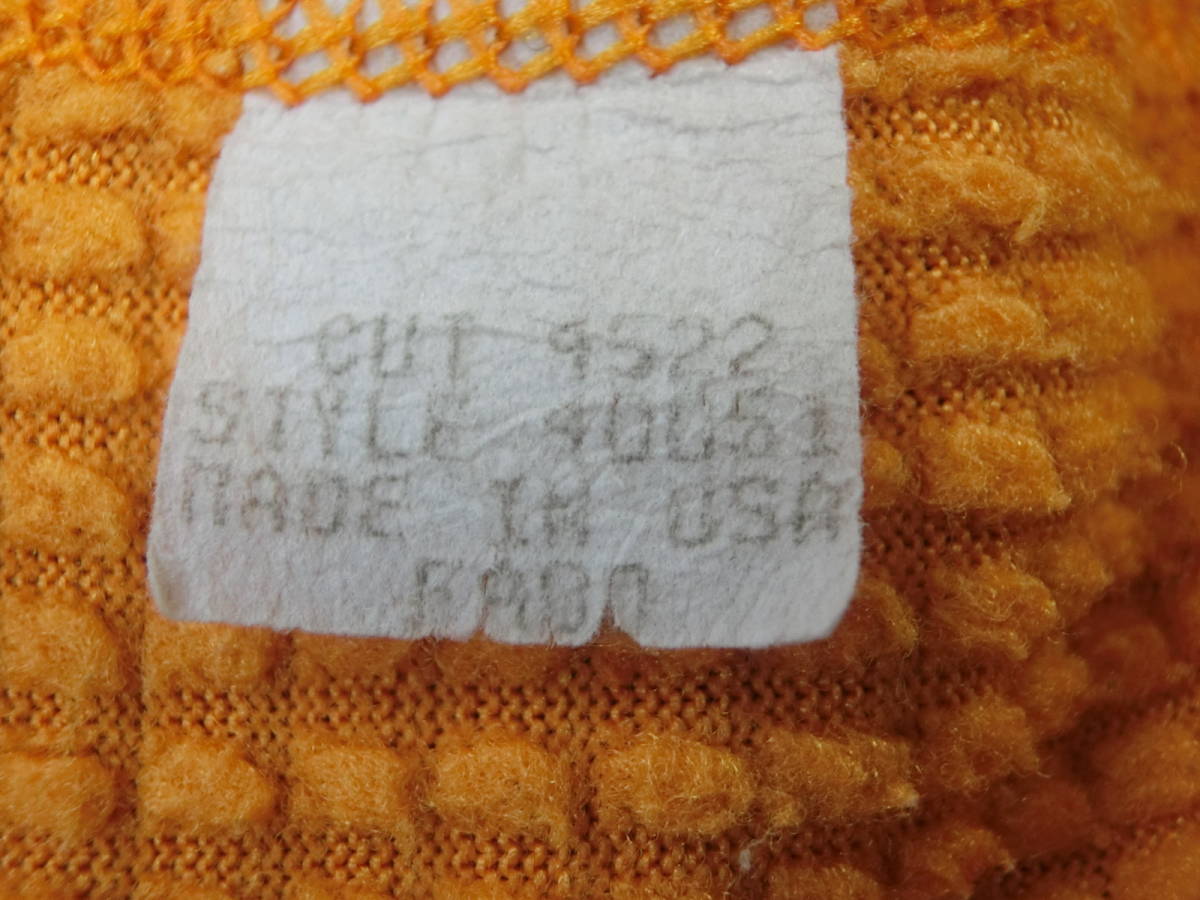 CUT 9522
STYLE 40051
MADE IN USA